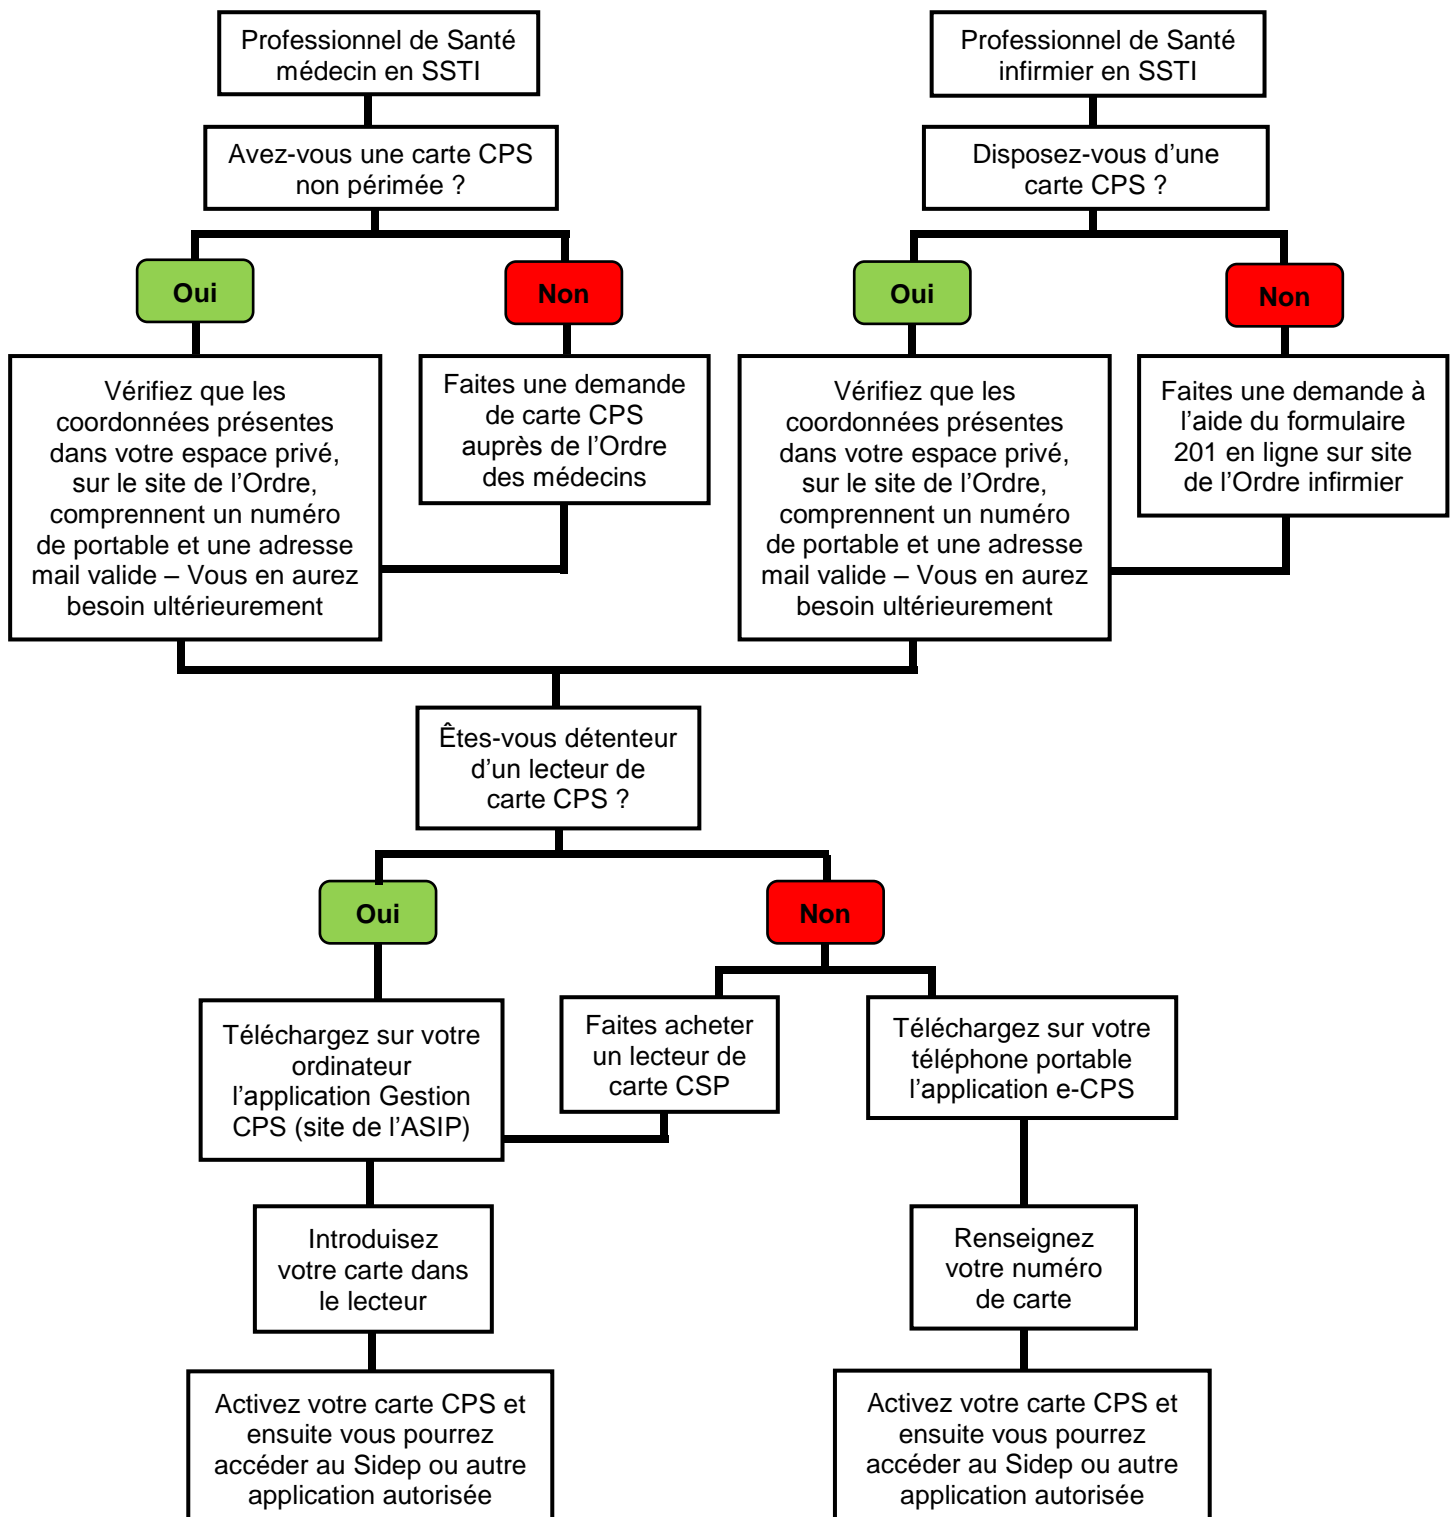 Professionnel de Santé
médecin en SSTI
Professionnel de Santé
infirmier en SSTI
Avez-vous une carte CPS
non périmée ?
Disposez-vous d’une
carte CPS ?
Oui
Non
Oui
Non
Vérifiez que les
coordonnées présentes
dans votre espace privé,
sur le site de l’Ordre,
comprennent un numéro
de portable et une adresse
mail valide – Vous en aurez
besoin ultérieurement
Faites une demande
de carte CPS
auprès de l’Ordre
des médecins
Vérifiez que les
coordonnées présentes
dans votre espace privé,
sur le site de l’Ordre,
comprennent un numéro
de portable et une adresse
mail valide – Vous en aurez
besoin ultérieurement
Faites une demande à
l’aide du formulaire
201 en ligne sur site
de l’Ordre infirmier
Êtes-vous détenteur
d’un lecteur de
carte CPS ?
Oui
Non
Téléchargez sur votre
ordinateur
l’application Gestion
CPS (site de l’ASIP)
Faites acheter
un lecteur de
carte CSP
Téléchargez sur votre
téléphone portable
l’application e-CPS
Introduisez
votre carte dans
le lecteur
Renseignez
votre numéro
de carte
Activez votre carte CPS et
ensuite vous pourrez
accéder au Sidep ou autre
application autorisée
Activez votre carte CPS et
ensuite vous pourrez
accéder au Sidep ou autre
application autorisée